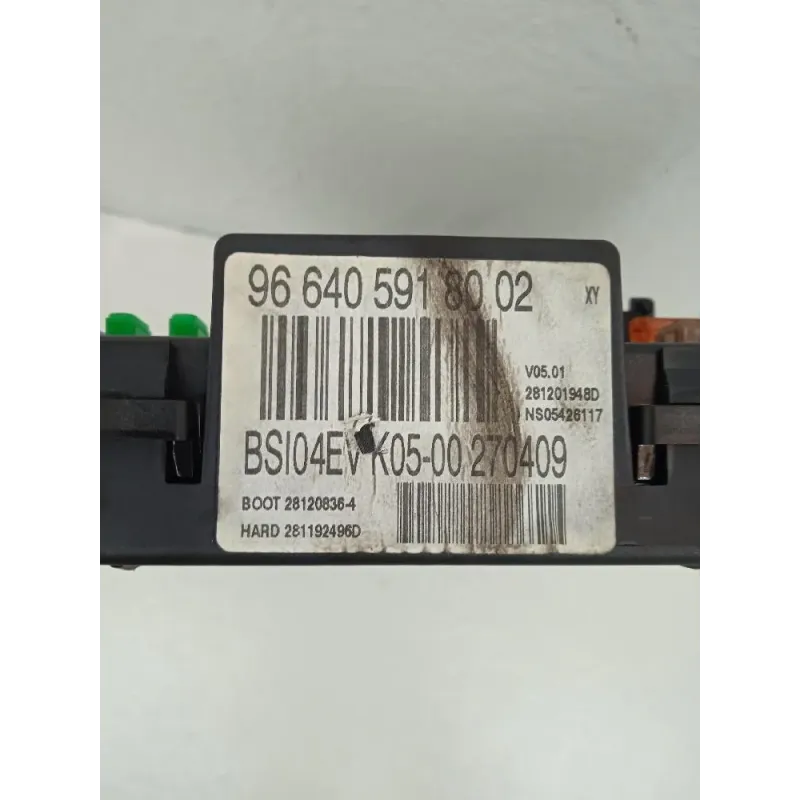 96 640 591 80 02 XY
V05.01
281201948D
NS05426117
BSI04EV K05-00 270409
BOOT 28120836-4
HARD 281192496D